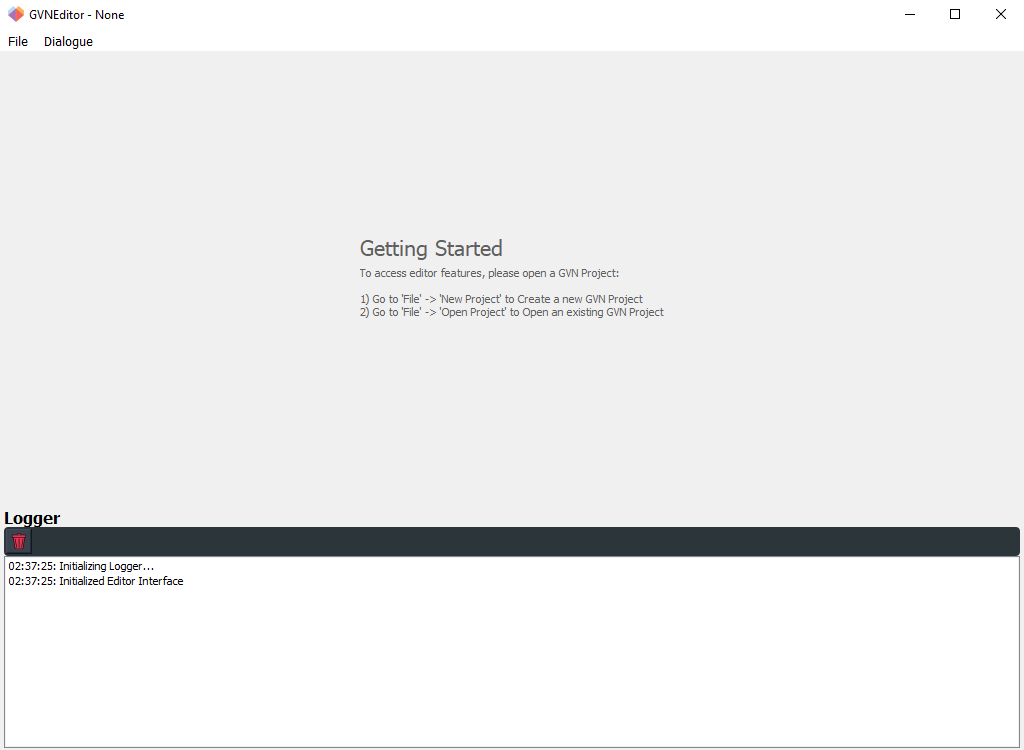 GVNEditor - None
File Dialogue
Getting Started
To access editor features, please open a GVN Project:
1) Go to 'File' -> 'New Project' to Create a new GVN Project
2) Go to 'File' -> 'Open Project' to Open an existing GVN Project
Logger
02:37:25: Initializing Logger...
02:37:25: Initialized Editor Interface